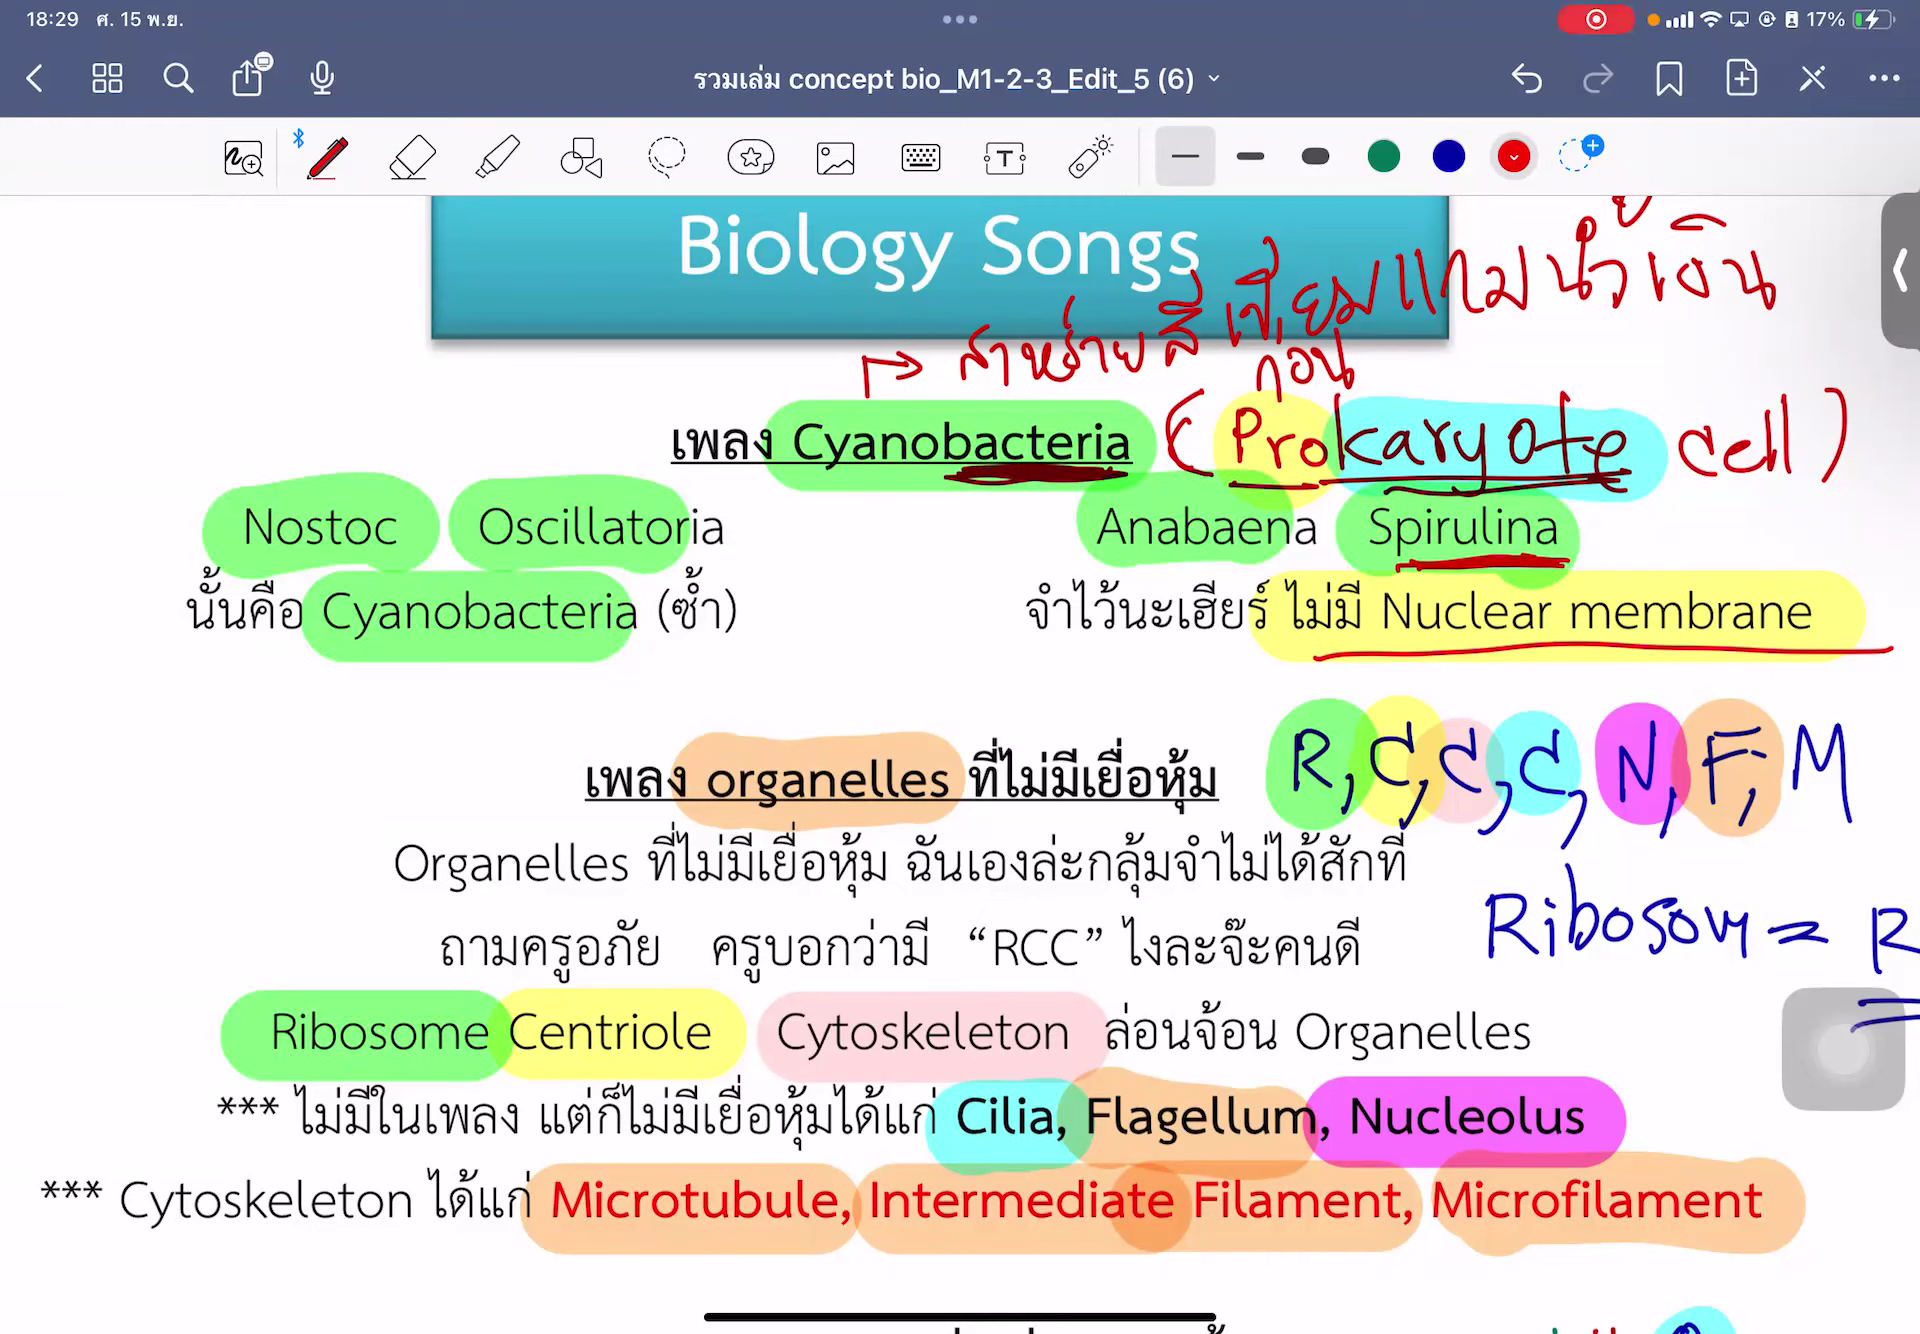 18:29 ศ. 15 พ.ย.
17%
รวมเล่ม concept bio_M1-2-3_Edit_5 (6)
Biology Songs
สาหร่ายสีเขียวแกมน้ำเงิน
ก่อน
เพลง Cyanobacteria (Prokaryote cell)
Nostoc Oscillatoria Anabaena Spirulina
นั้นคือ Cyanobacteria (ซ้ำ) จำไว้นะเฮียร์ ไม่มี Nuclear membrane
เพลง organelles ที่ไม่มีเยื่อหุ้ม R, C, C, C, N, F, M
Organelles ที่ไม่มีเยื่อหุ้ม ฉันเองล่ะกลุ้มจำไม่ได้สักที
ถามครูอภัย ครูบอกว่ามี “RCC” ไงละจ๊ะคนดี
Ribosom = R
Ribosome Centriole Cytoskeleton ล่อนจ้อน Organelles
*** ไม่มีในเพลง แต่ก็ไม่มีเยื่อหุ้มได้แก่ Cilia, Flagellum, Nucleolus
*** Cytoskeleton ได้แก่ Microtubule, Intermediate Filament, Microfilament